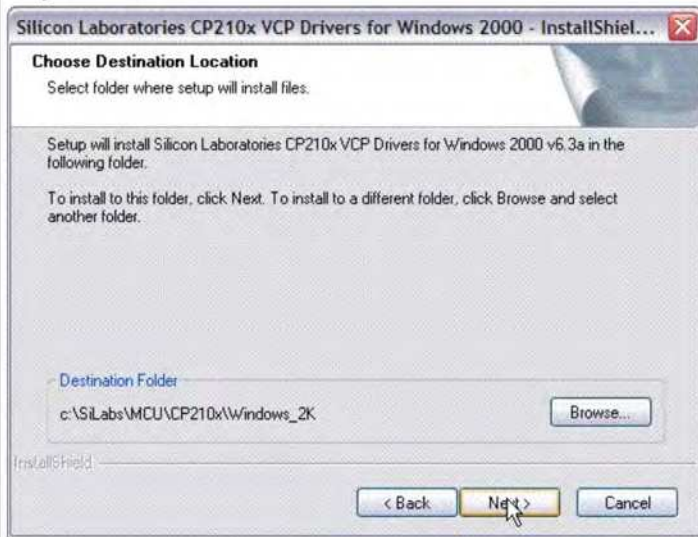 Silicon Laboratories CP210x VCP Drivers for Windows 2000 - InstallShiel...
Choose Destination Location
Select folder where setup will install files.
Setup will install Silicon Laboratories CP210x VCP Drivers for Windows 2000 v6.3a in the
following folder.
To install to this folder, click Next. To install to a different folder, click Browse and select
another folder.
Destination Folder
c:\SiLabs\MCU\CP210x\Windows_2K
Browse...
InstallShield
< Back
Next >
Cancel